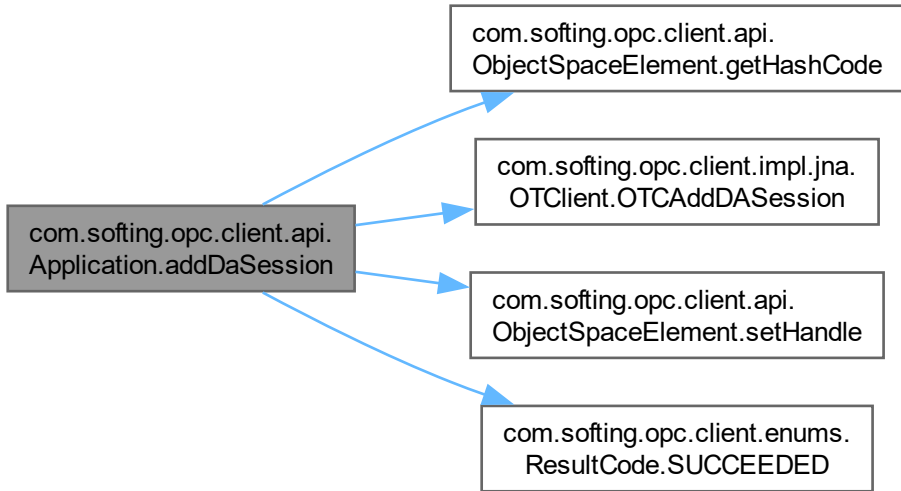 com.softing.opc.client.api.
ObjectSpaceElement.getHashCode
com.softing.opc.client.impl.jna.
OTClient.OTCAddDASession
com.softing.opc.client.api.
Application.addDaSession
com.softing.opc.client.api.
ObjectSpaceElement.setHandle
com.softing.opc.client.enums.
ResultCode.SUCCEEDED